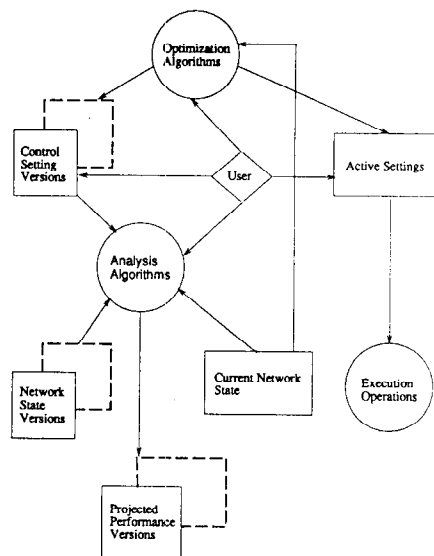 Optimization
Algorithms
Control
Setting
Versions
User
Active Settings
Analysis
Algorithms
Network
State
Versions
Current Network
State
Execution
Operations
Projected
Performance
Versions